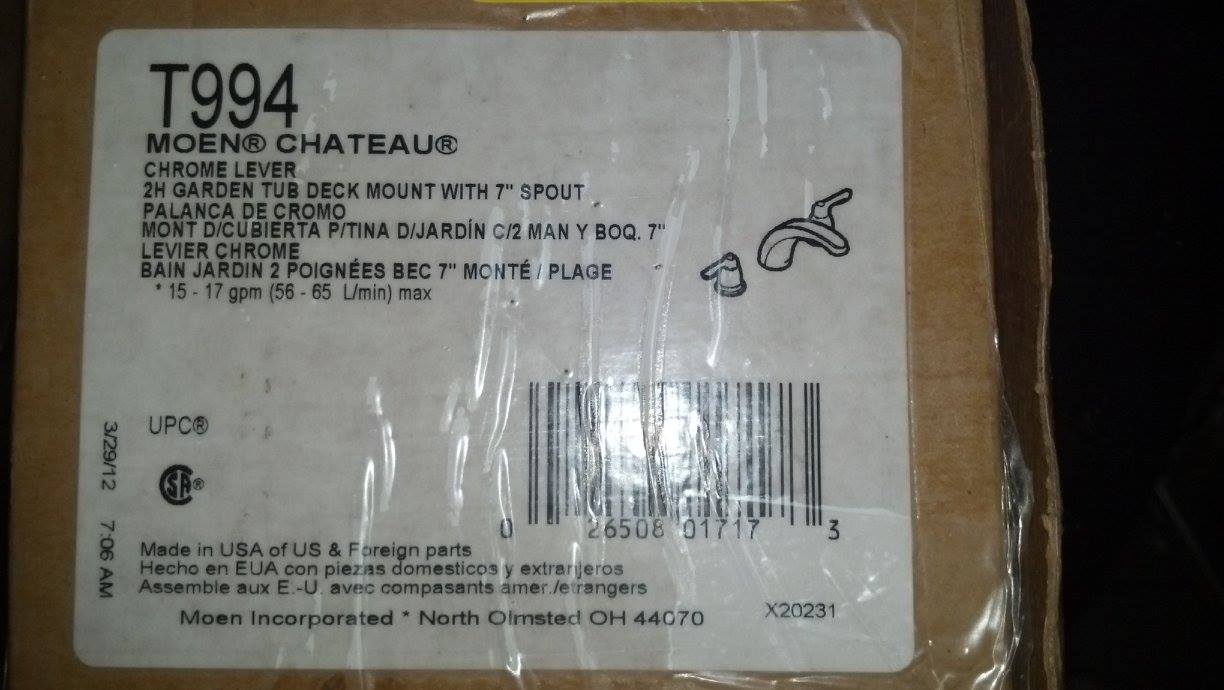 T994
MOEN® CHATEAU®
CHROME LEVER
2H GARDEN TUB DECK MOUNT WITH 7" SPOUT
PALANCA DE CROMO
MONT D/CUBIERTA P/TINA D/JARDÍN C/2 MAN Y BOQ. 7"
LEVIER CHROME
BAIN JARDIN 2 POIGNÉES BEC 7" MONTÉ / PLAGE
* 15 - 17 gpm (56 - 65 L/min) max
UPC®
SA®
3/29/12 7:06 AM
0 26508 01717 3
Made in USA of US & Foreign parts
Hecho en EUA con piezas domesticos y extranjeros
Assemble aux E.-U. avec compasants amer./etrangers
Moen Incorporated * North Olmsted OH 44070
X20231